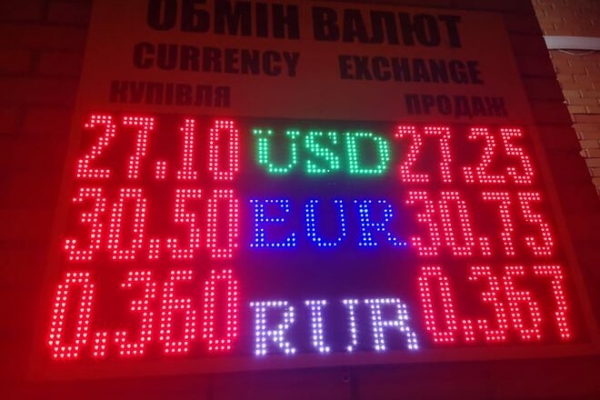 ОБМІН ВАЛЮТ
CURRENCY EXCHANGE
КУПІВЛЯ ПРОДАЖ
27.10 USD 27.25
30.50 EUR 30.75
0.360 RUR 0.367